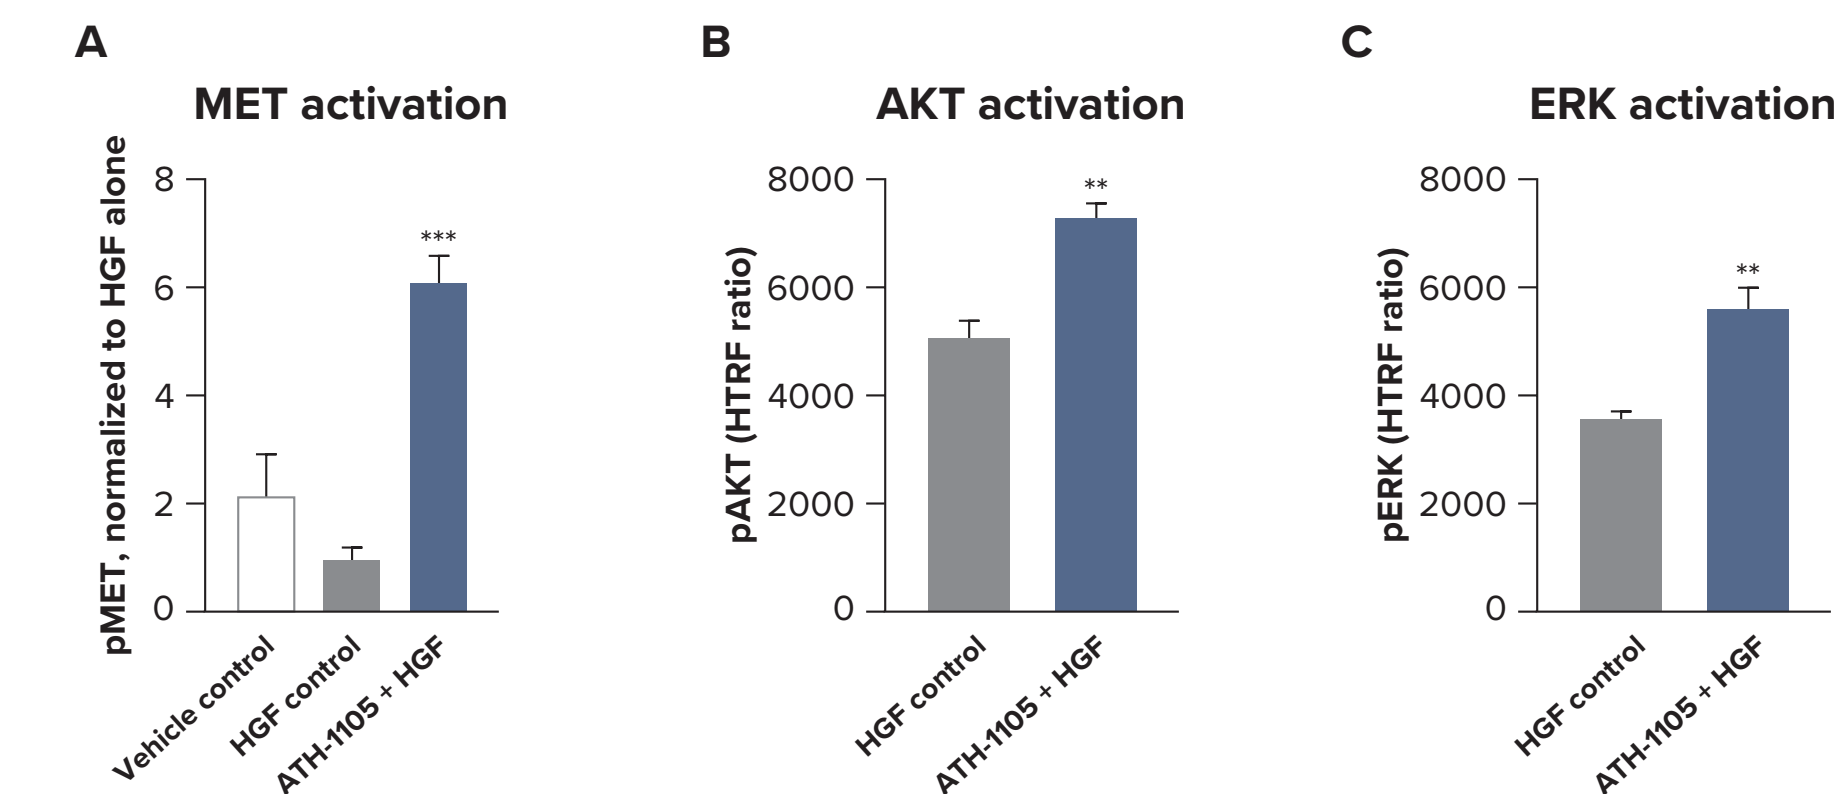 A
MET activation
pMET, normalized to HGF alone
8
6
4
2
0
***
Vehicle control
HGF control
ATH-1105 + HGF
B
AKT activation
pAKT (HTRF ratio)
8000
6000
4000
2000
0
**
HGF control
ATH-1105 + HGF
C
ERK activation
pERK (HTRF ratio)
8000
6000
4000
2000
0
**
HGF control
ATH-1105 + HGF